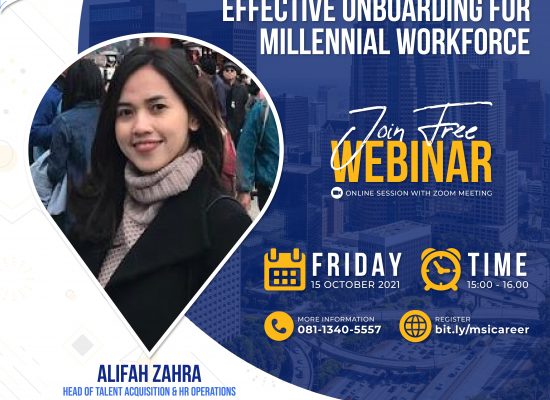 EFFECTIVE ONBOARDING FOR
MILLENNIAL WORKFORCE
Join Free
WEBINAR
ONLINE SESSION WITH ZOOM MEETING
FRIDAY
15 OCTOBER 2021
TIME
15:00 - 16.00
MORE INFORMATION
081-1340-5557
REGISTER
bit.ly/msicareer
ALIFAH ZAHRA
HEAD OF TALENT ACQUISITION & HR OPERATIONS